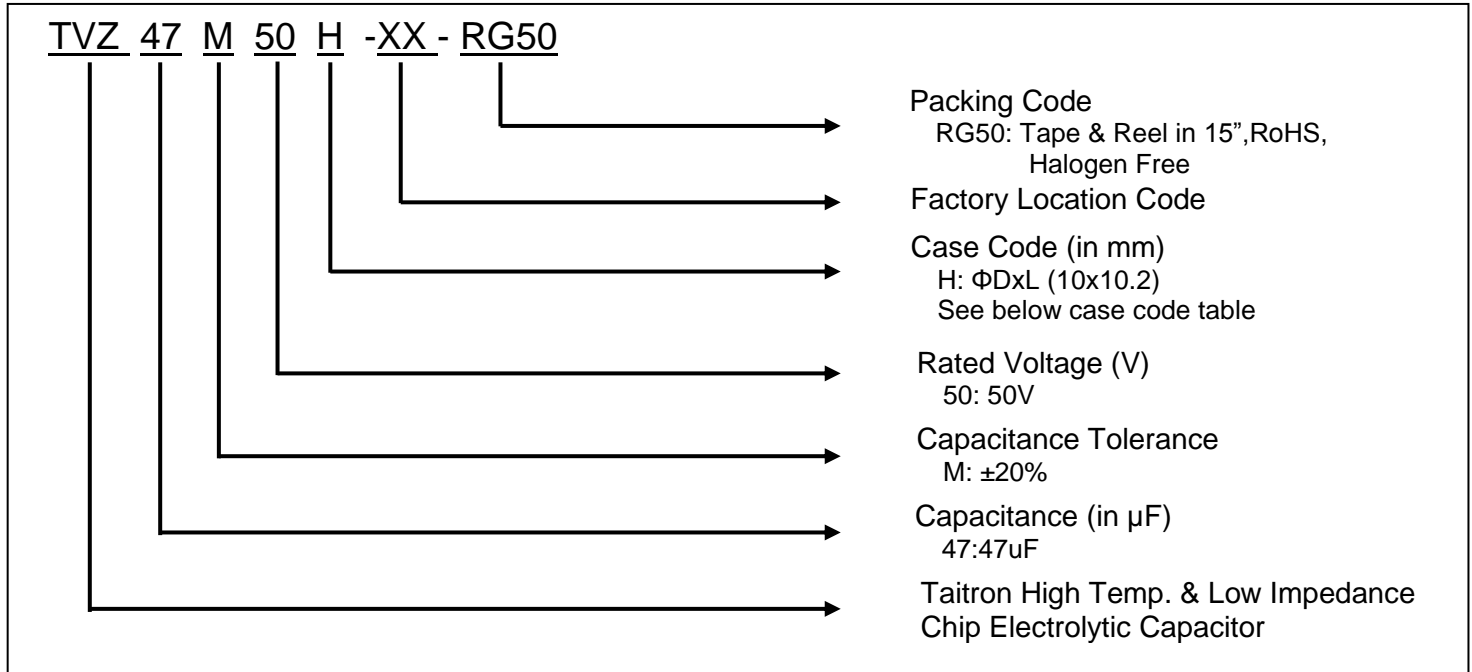 TVZ 47 M 50 H -XX - RG50
Packing Code
RG50: Tape & Reel in 15”,RoHS,
Halogen Free
Factory Location Code
Case Code (in mm)
H: ΦDxL (10x10.2)
See below case code table
Rated Voltage (V)
50: 50V
Capacitance Tolerance
M: ±20%
Capacitance (in µF)
47:47uF
Taitron High Temp. & Low Impedance
Chip Electrolytic Capacitor